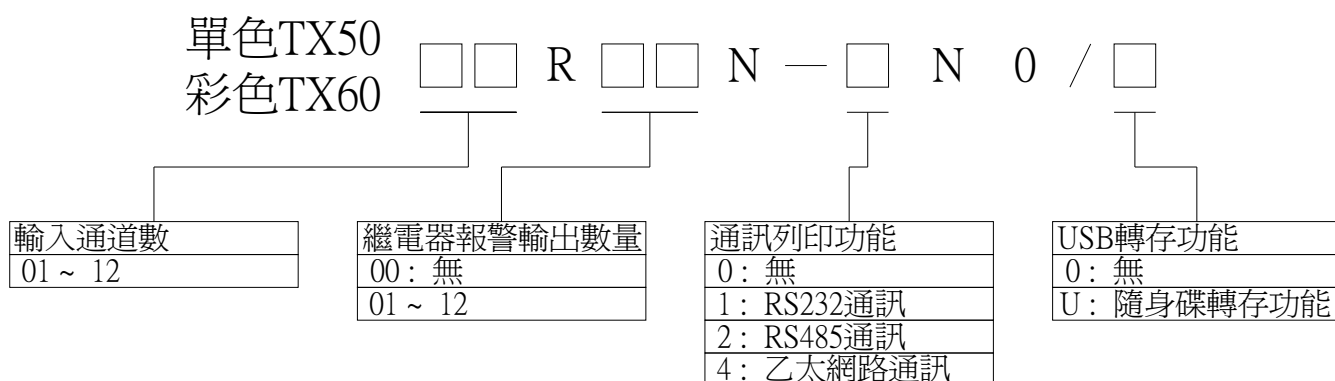 單色TX50
彩色TX60
□□ R □□ N — □ N 0 / □
輸入通道數
01 ~ 12
繼電器報警輸出數量
00 : 無
01 ~ 12
通訊列印功能
0 : 無
1 : RS232通訊
2 : RS485通訊
4 : 乙太網路通訊
USB轉存功能
0 : 無
U : 隨身碟轉存功能